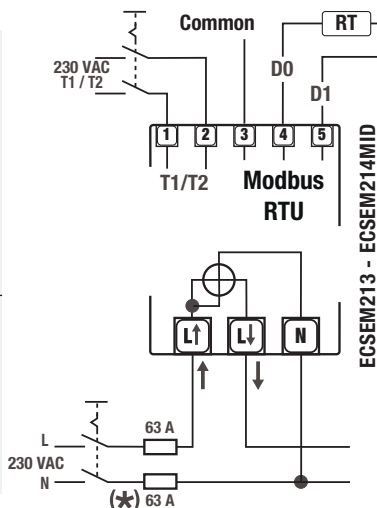 Common
RT
230 VAC
T1 / T2
D0
D1
1 2 3 4 5
T1/T2
Modbus
RTU
ECSEM213 - ECSEM214MID
L↑ L↓ N
63 A
L
230 VAC
N
(*) 63 A